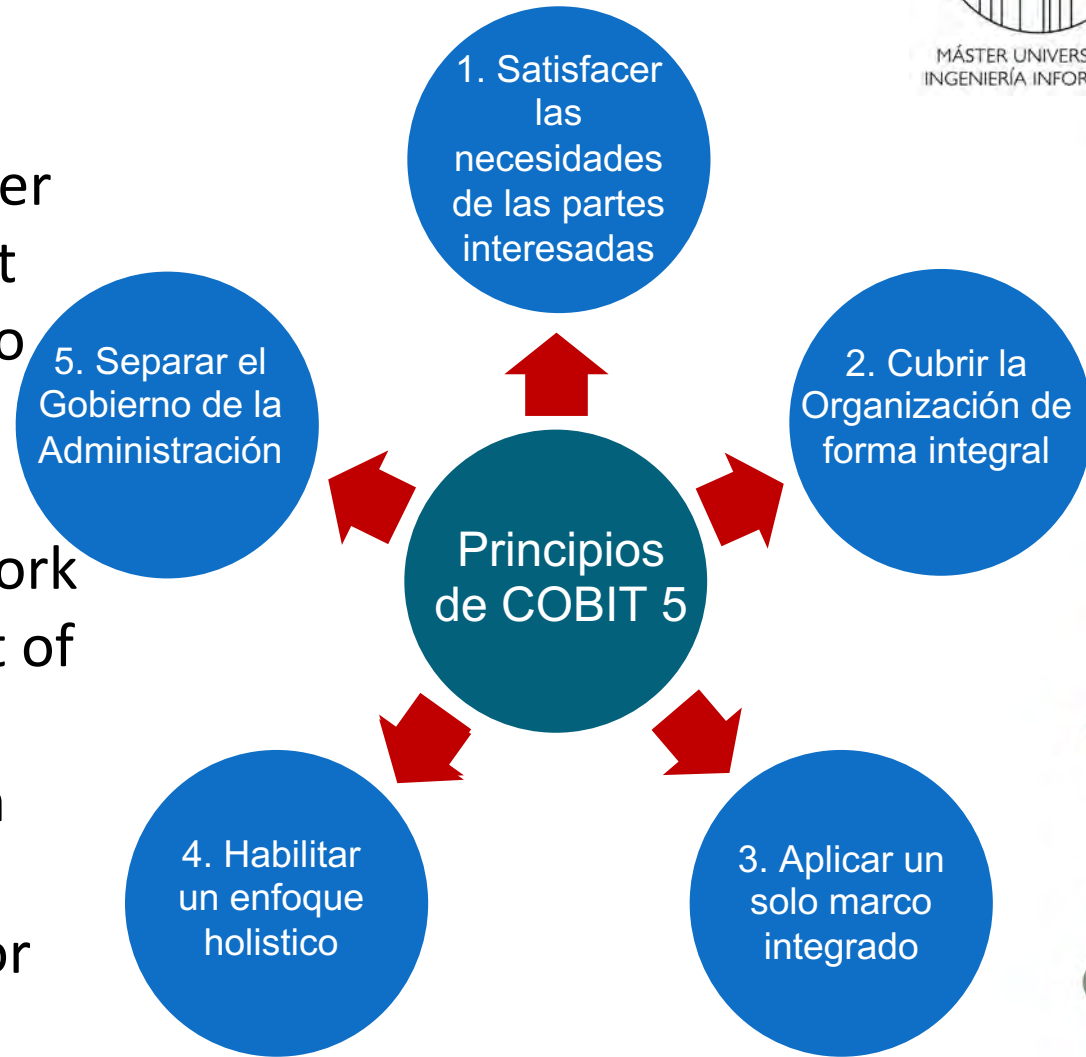 MÁSTER UNIVERS
INGENIERÍA INFOR
er
t
o
ork
t of
n
or
1. Satisfacer
las
necesidades
de las partes
interesadas
2. Cubrir la
Organización de
forma integral
3. Aplicar un
solo marco
integrado
4. Habilitar
un enfoque
holistico
5. Separar el
Gobierno de la
Administración
Principios
de COBIT 5